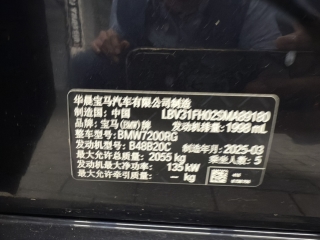 华晨宝马汽车有限公司制造
制造国：中国
品牌：宝马(BMW)牌 1998 mL
整车型号：BMW7200RG
发动机型号：B48B20C 制造年月：2025-03
最大允许总质量：2055 kg 乘坐人数：5
发动机最大净功率：135 kW
最大允许牵引质量：— kg